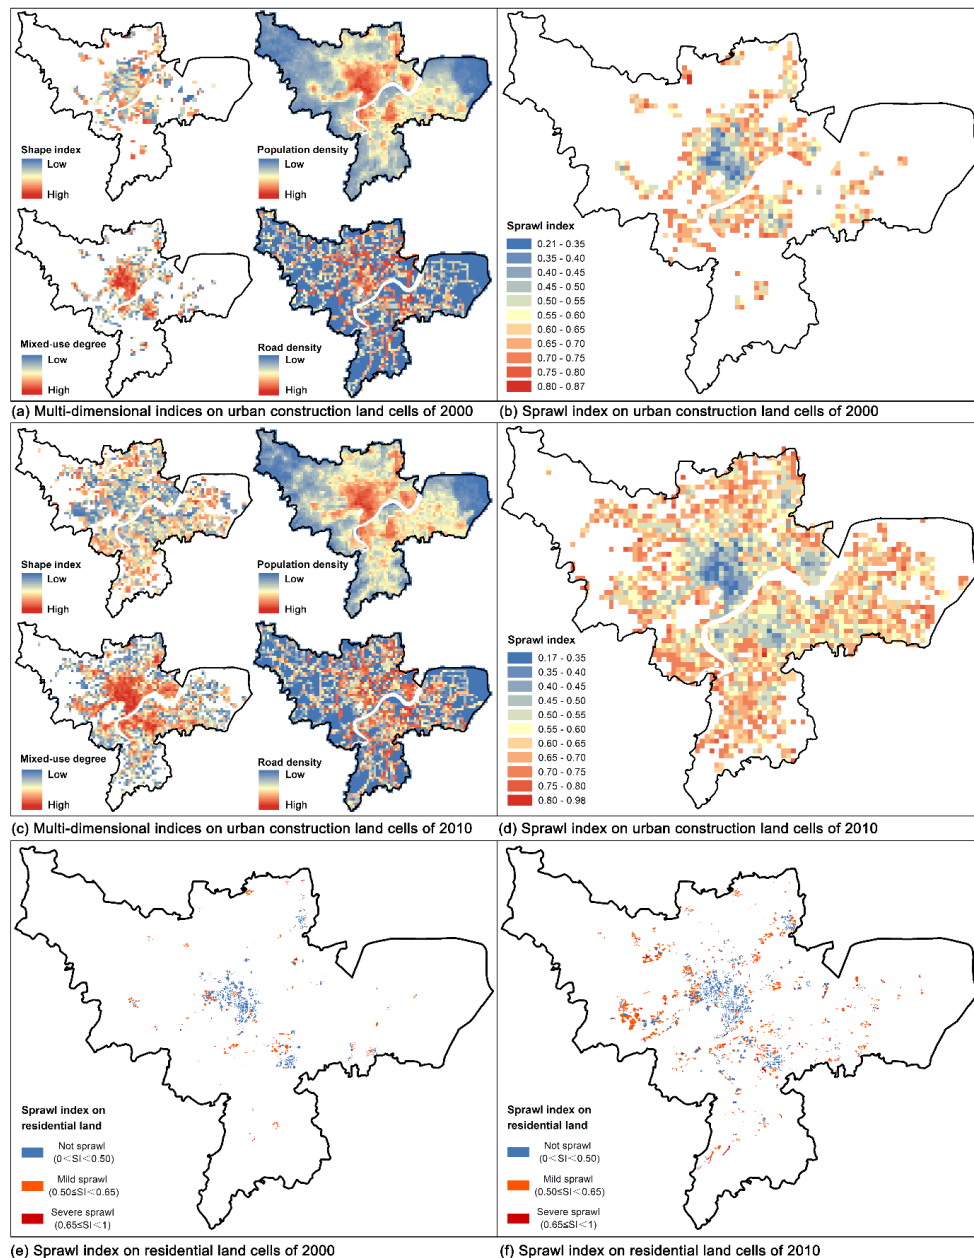 Shape index
Low
High
Population density
Low
High
Mixed-use degree
Low
High
Road density
Low
High
(a) Multi-dimensional indices on urban construction land cells of 2000
Sprawl index
0.21 - 0.35
0.35 - 0.40
0.40 - 0.45
0.45 - 0.50
0.50 - 0.55
0.55 - 0.60
0.60 - 0.65
0.65 - 0.70
0.70 - 0.75
0.75 - 0.80
0.80 - 0.87
(b) Sprawl index on urban construction land cells of 2000
Shape index
Low
High
Population density
Low
High
Mixed-use degree
Low
High
Road density
Low
High
(c) Multi-dimensional indices on urban construction land cells of 2010
Sprawl index
0.17 - 0.35
0.35 - 0.40
0.40 - 0.45
0.45 - 0.50
0.50 - 0.55
0.55 - 0.60
0.60 - 0.65
0.65 - 0.70
0.70 - 0.75
0.75 - 0.80
0.80 - 0.98
(d) Sprawl index on urban construction land cells of 2010
Sprawl index on
residential land
Not sprawl
(0<SI<0.50)
Mild sprawl
(0.50≤SI<0.65)
Severe sprawl
(0.65≤SI<1)
(e) Sprawl index on residential land cells of 2000
Sprawl index on
residential land
Not sprawl
(0<SI<0.50)
Mild sprawl
(0.50≤SI<0.65)
Severe sprawl
(0.65≤SI<1)
(f) Sprawl index on residential land cells of 2010